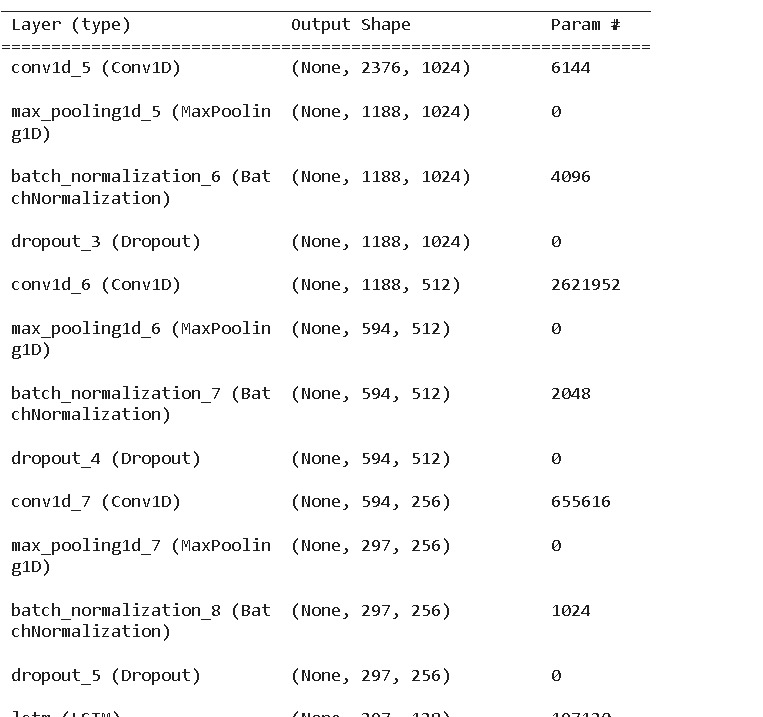 Layer (type) Output Shape Param #
=================================================================
conv1d_5 (Conv1D) (None, 2376, 1024) 6144
max_pooling1d_5 (MaxPoolin (None, 1188, 1024) 0
g1D)
batch_normalization_6 (Bat (None, 1188, 1024) 4096
chNormalization)
dropout_3 (Dropout) (None, 1188, 1024) 0
conv1d_6 (Conv1D) (None, 1188, 512) 2621952
max_pooling1d_6 (MaxPoolin (None, 594, 512) 0
g1D)
batch_normalization_7 (Bat (None, 594, 512) 2048
chNormalization)
dropout_4 (Dropout) (None, 594, 512) 0
conv1d_7 (Conv1D) (None, 594, 256) 655616
max_pooling1d_7 (MaxPoolin (None, 297, 256) 0
g1D)
batch_normalization_8 (Bat (None, 297, 256) 1024
chNormalization)
dropout_5 (Dropout) (None, 297, 256) 0
lstm (LSTM) (None, 297, 128)